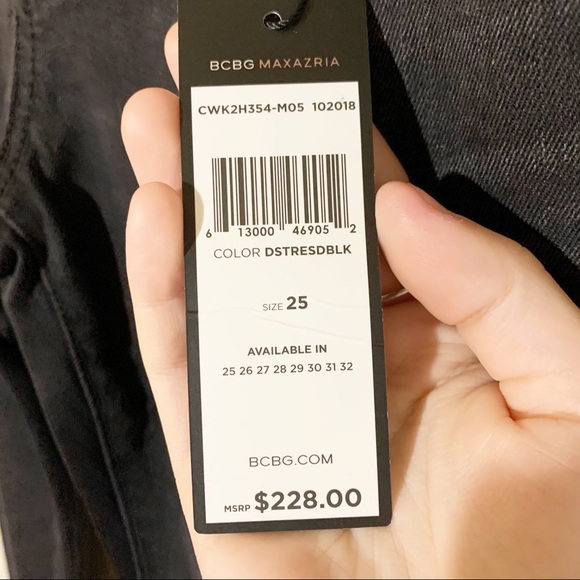 BCBG MAXAZRIA
CWK2H354-M05 102018
6 13000 46905 2
COLOR DSTRESDBLK
SIZE 25
AVAILABLE IN
25 26 27 28 29 30 31 32
BCBG.COM
MSRP $228.00